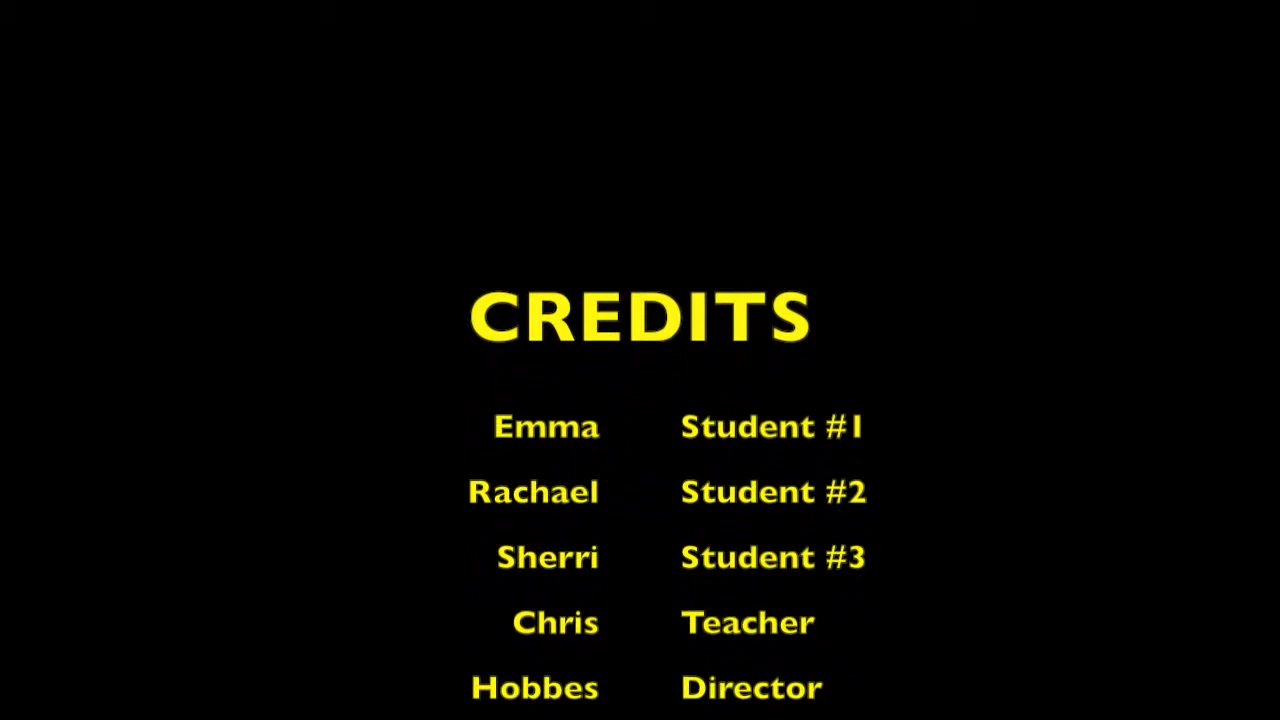 CREDITS
Emma Student #1
Rachael Student #2
Sherri Student #3
Chris Teacher
Hobbes Director